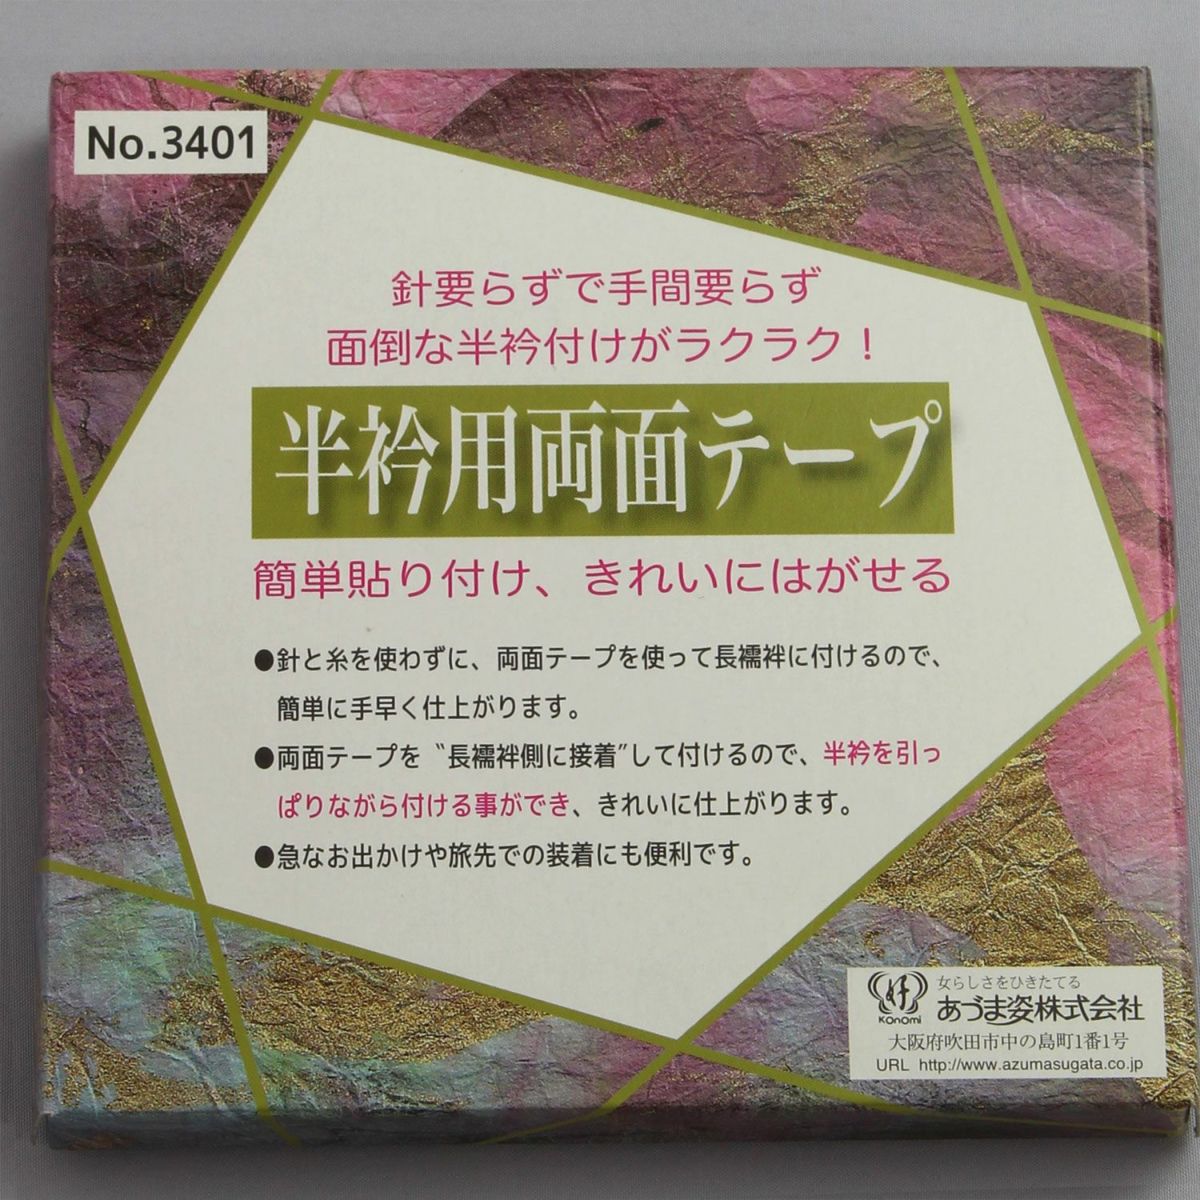 No.3401
針要らずで手間要らず
面倒な半衿付けがラクラク！
半衿用両面テープ
簡単貼り付け、きれいにはがせる
●針と糸を使わずに、両面テープを使って長襦袢に付けるので、
簡単に手早く仕上がります。
●両面テープを〝長襦袢側に接着″して付けるので、半衿を引っ
ぱりながら付ける事ができ、きれいに仕上がります。
●急なお出かけや旅先での装着にも便利です。
女らしさをひきたてる
好 Konomi あづま姿株式会社
大阪府吹田市中の島町1番1号
URL http://www.azumasugata.co.jp